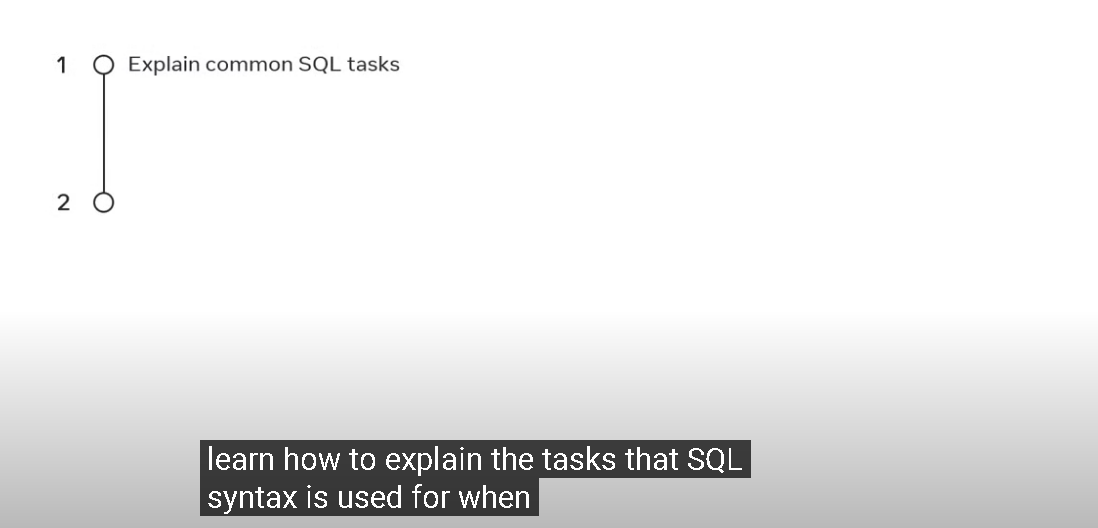 1 Explain common SQL tasks
2
learn how to explain the tasks that SQL
syntax is used for when